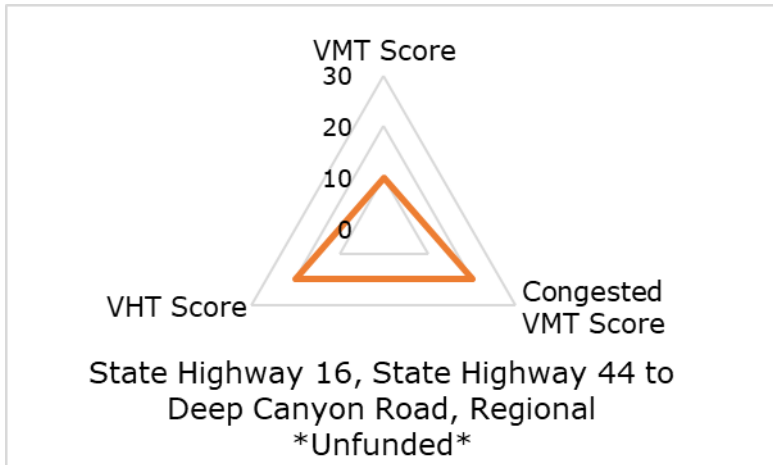 VMT Score
30
20
10
0
VHT Score
Congested
VMT Score
State Highway 16, State Highway 44 to
Deep Canyon Road, Regional
*Unfunded*